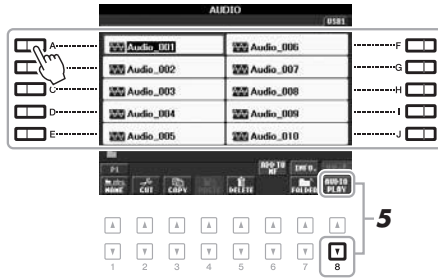 AUDIO
USB1
A Audio_001 Audio_006 F
Audio_002 Audio_007 G
C Audio_003 Audio_008 H
D Audio_004 Audio_009 I
E Audio_005 Audio_010 J
P1 ADD TO MF INFO.
NAME CUT COPY DELETE FOLDER AUDIO PLAY
5
1 2 3 4 5 6 7 8